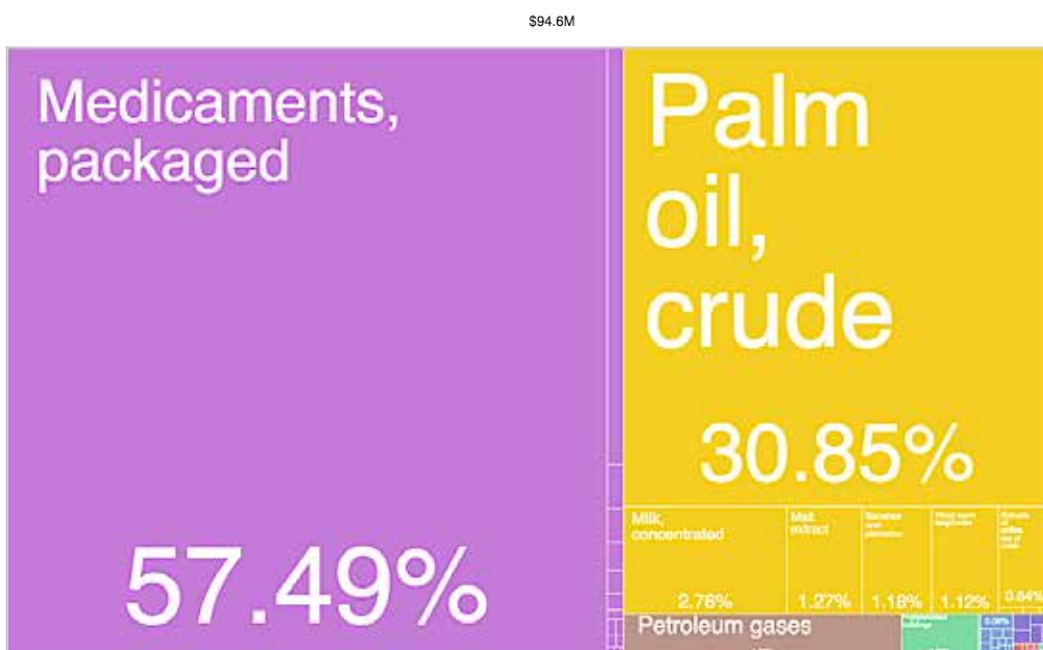 $94.6M
Medicaments,
packaged
57.49%
Palm
oil,
crude
30.85%
Milk,
concentrated
2.76%
Malt
extract
1.27%
1.18%
1.12%
0.84%
Petroleum gases